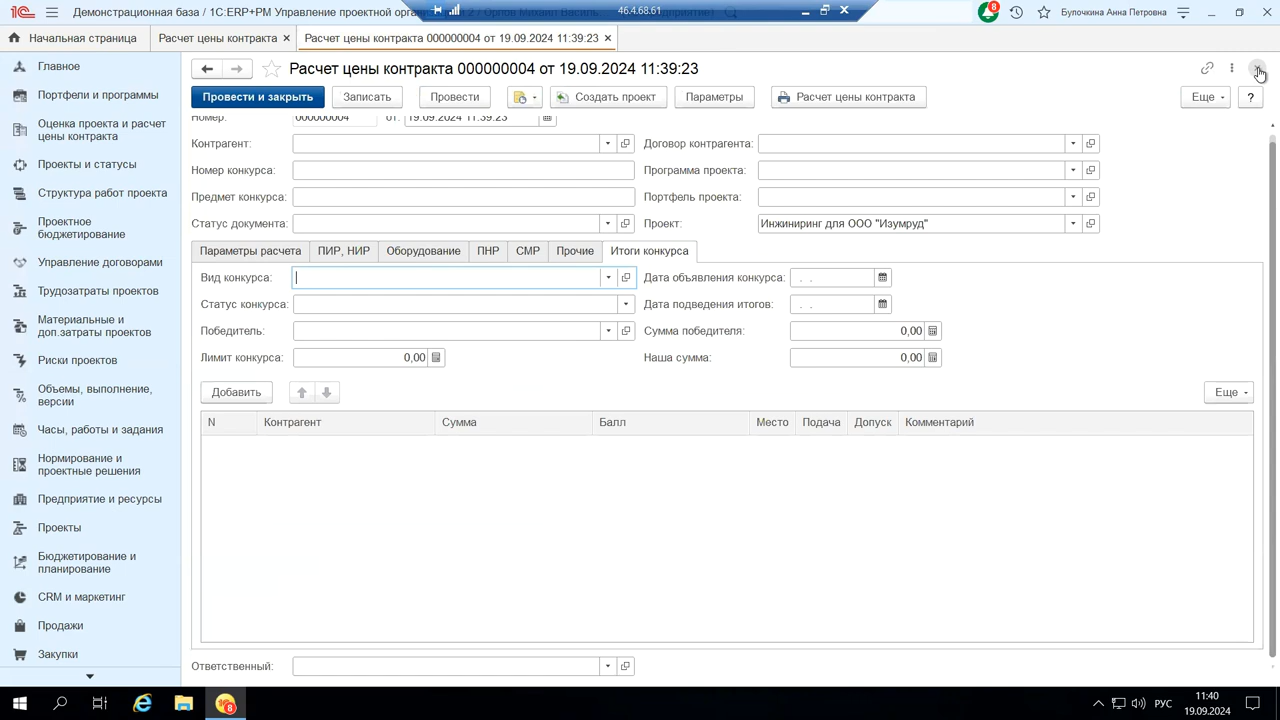 Демонстрационная база / 1С:ERP+PM Управление проектной организ
46.4.68.61
8
Булочкина Анна Петровна
Начальная страница
Расчет цены контракта ×
Расчет цены контракта 000000004 от 19.09.2024 11:39:23 ×
Расчет цены контракта 000000004 от 19.09.2024 11:39:23
Провести и закрыть
Записать
Провести
Создать проект
Параметры
Расчет цены контракта
Еще
?
Номер: 000000004 от: 19.09.2024 11:39:23
Контрагент:
Договор контрагента:
Номер конкурса:
Программа проекта:
Предмет конкурса:
Портфель проекта:
Статус документа:
Проект: Инжиниринг для ООО "Изумруд"
Параметры расчета
ПИР, НИР
Оборудование
ПНР
СМР
Прочие
Итоги конкурса
Вид конкурса:
Дата объявления конкурса: . .
Статус конкурса:
Дата подведения итогов: . .
Победитель:
Сумма победителя: 0,00
Лимит конкурса: 0,00
Наша сумма: 0,00
Добавить
Еще
N Контрагент Сумма Балл Место Подача Допуск Комментарий
Ответственный:
Главное
Портфели и программы
Оценка проекта и расчет
цены контракта
Проекты и статусы
Структура работ проекта
Проектное
бюджетирование
Управление договорами
Трудозатраты проектов
Материальные и
доп.затраты проектов
Риски проектов
Объемы, выполнение,
версии
Часы, работы и задания
Нормирование и
проектные решения
Предприятие и ресурсы
Проекты
Бюджетирование и
планирование
CRM и маркетинг
Продажи
Закупки
8
РУС
11:40
19.09.2024